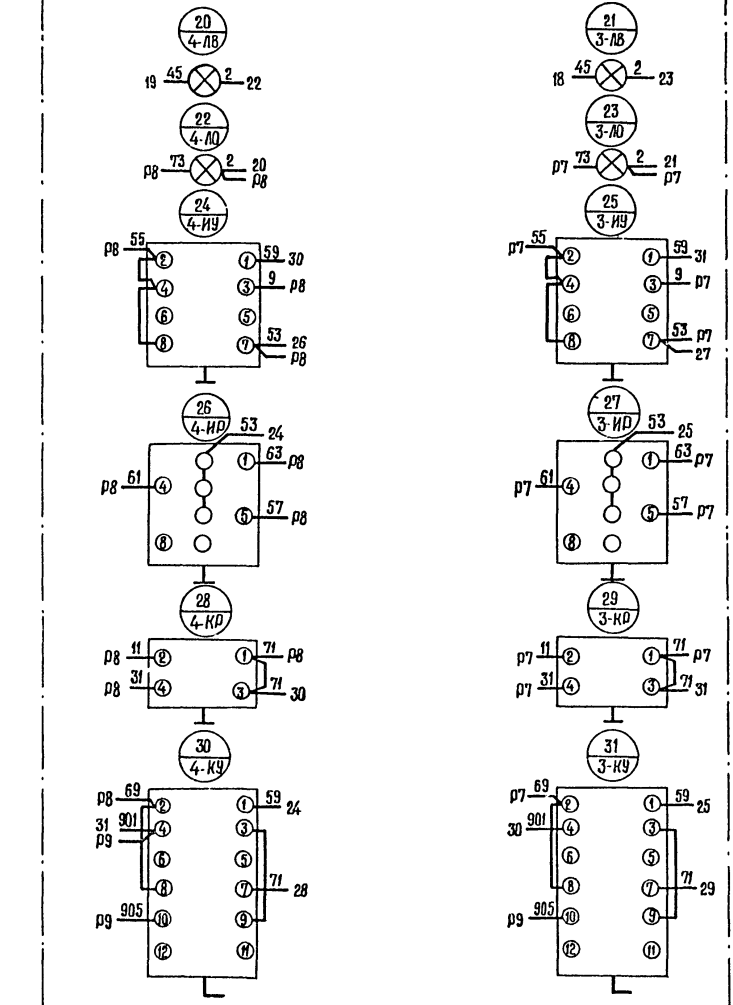 20
4-ЛВ
19 45 2 22
22
4-ЛО
р8 73 2 20
р8
24
4-ИУ
р8 55 2 1 59 30
4 3 9 р8
6 5
8 7 53 26
р8
26
4-ИР
53 24
1 63 р8
р8 61 4
5 57 р8
8
28
4-КР
р8 11 2 1 71 р8
р8 31 4 3 71 30
30
4-КУ
р8 69 2 1 59 24
31 901 4 3
р9
6 5
8 7 71 28
р9 905 10 9
12 11
21
3-ЛВ
18 45 2 23
23
3-ЛО
р7 73 2 21
р7
25
3-ИУ
р7 55 2 1 59 31
4 3 9 р7
6 5
8 7 53 р7
27
27
3-ИР
53 25
1 63 р7
р7 61 4
5 57 р7
8
29
3-КР
р7 11 2 1 71 р7
р7 31 4 3 71 31
31
3-КУ
р7 69 2 1 59 25
30 901 4 3
6 5
8 7 71 29
р9 905 10 9
12 11